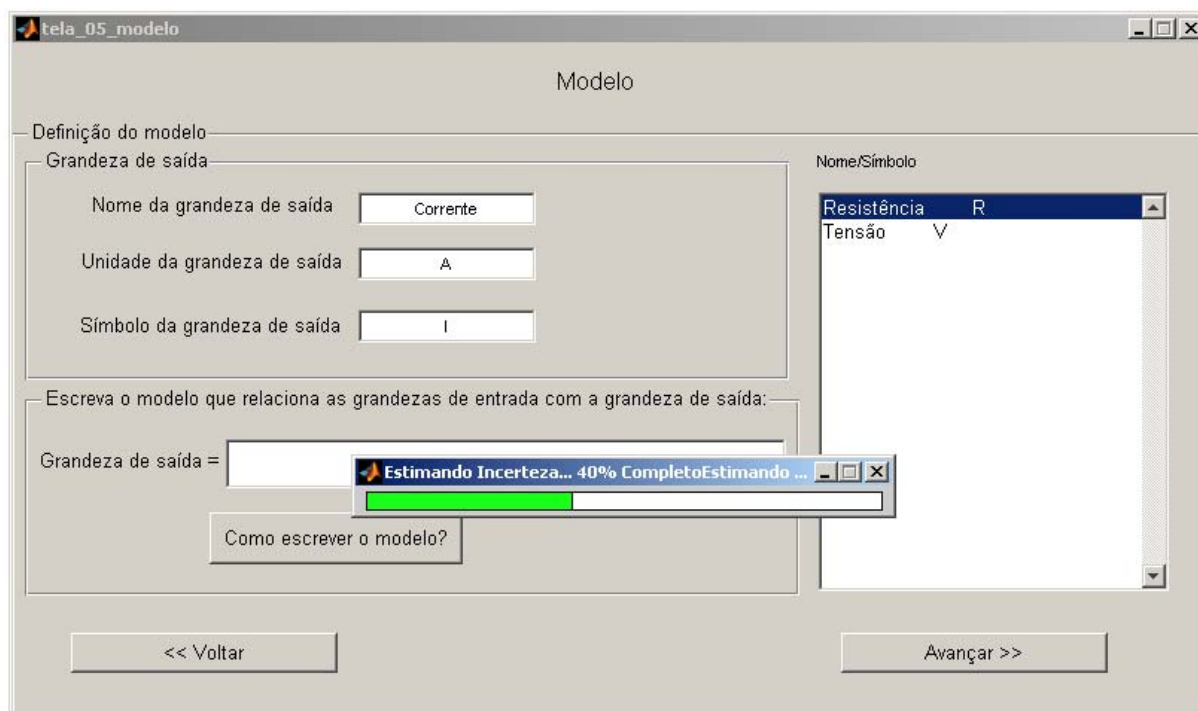 tela_05_modelo
Modelo
Definição do modelo
Grandeza de saída
Nome da grandeza de saída
Corrente
Unidade da grandeza de saída
A
Símbolo da grandeza de saída
I
Nome/Símbolo
Resistência R
Tensão V
Escreva o modelo que relaciona as grandezas de entrada com a grandeza de saída:
Grandeza de saída =
Estimando Incerteza... 40% CompletoEstimando ...
Como escrever o modelo?
<< Voltar
Avançar >>